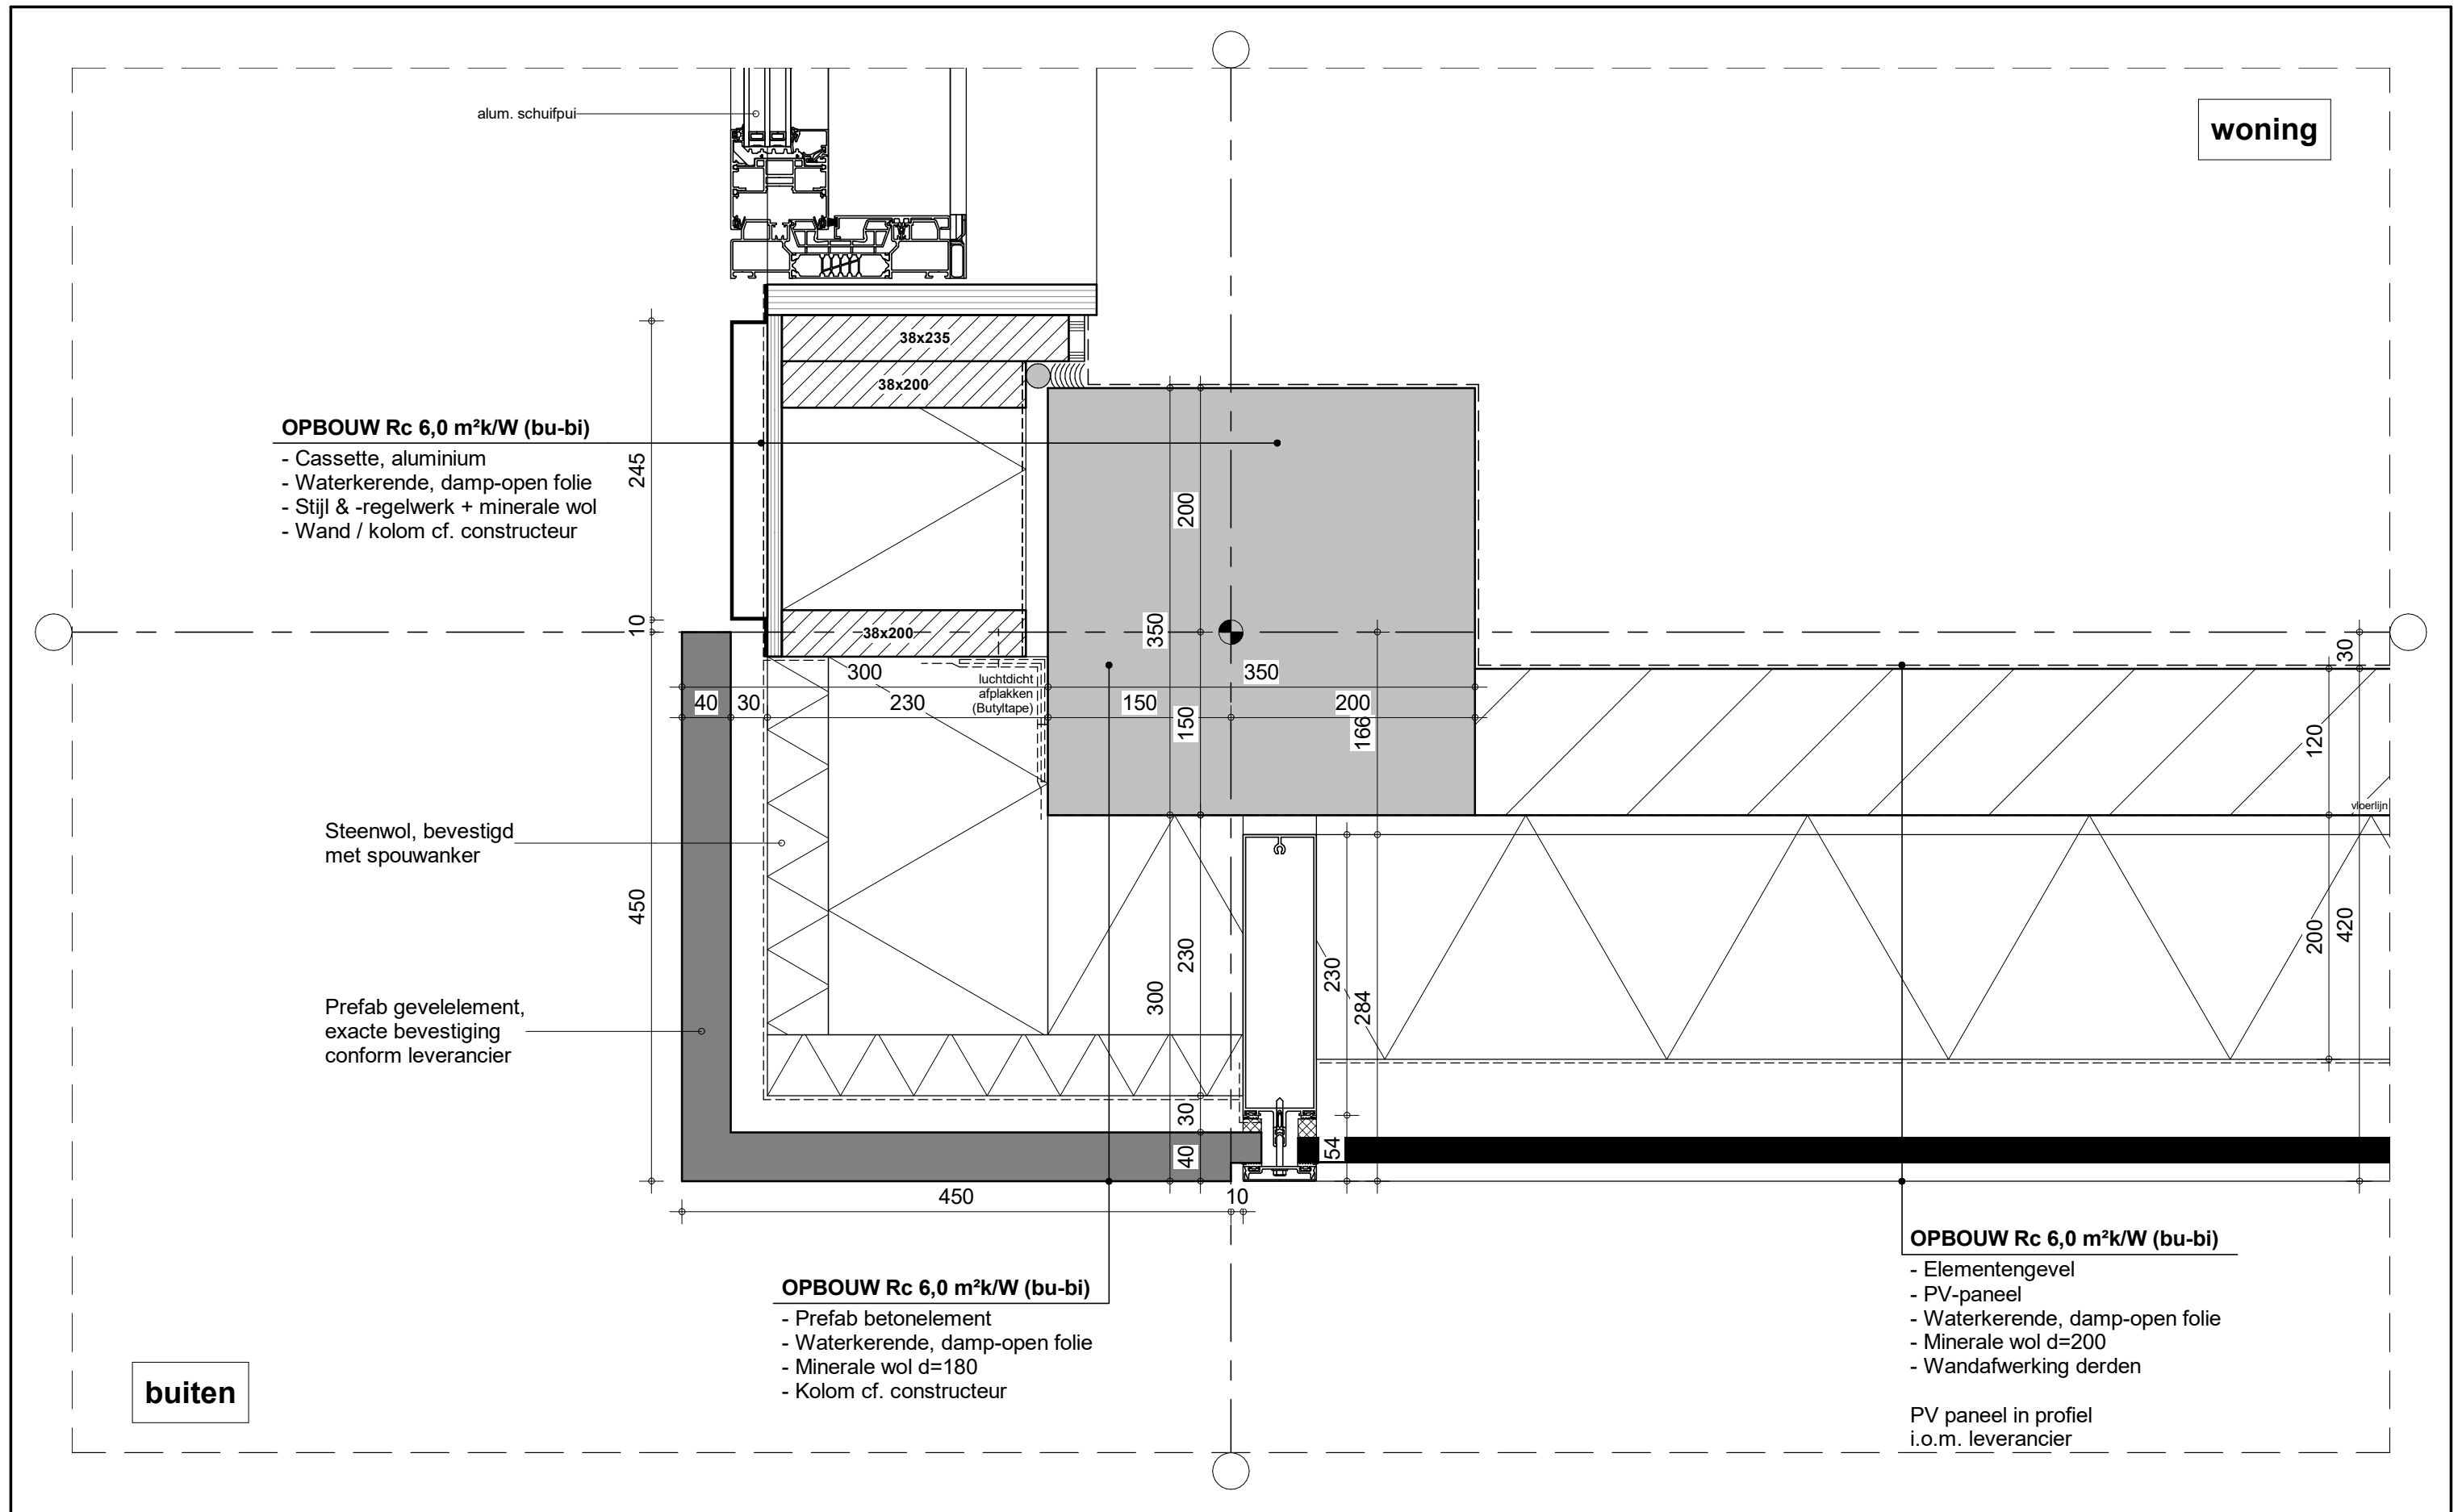 alum. schuifpui
woning
38x235
38x200
OPBOUW Rc 6,0 m²k/W (bu-bi)
- Cassette, aluminium
- Waterkerende, damp-open folie
- Stijl & -regelwerk + minerale wol
- Wand / kolom cf. constructeur
245
200
10
38x200
350
30
300
luchtdicht
afplakken
(Butyltape)
350
40
30
230
150
150
200
166
120
vloerlijn
Steenwol, bevestigd
met spouwanker
450
230
300
230
284
200
420
Prefab gevelelement,
exacte bevestiging
conform leverancier
30
40
54
450
10
OPBOUW Rc 6,0 m²k/W (bu-bi)
- Prefab betonelement
- Waterkerende, damp-open folie
- Minerale wol d=180
- Kolom cf. constructeur
OPBOUW Rc 6,0 m²k/W (bu-bi)
- Elementengevel
- PV-paneel
- Waterkerende, damp-open folie
- Minerale wol d=200
- Wandafwerking derden
PV paneel in profiel
i.o.m. leverancier
buiten